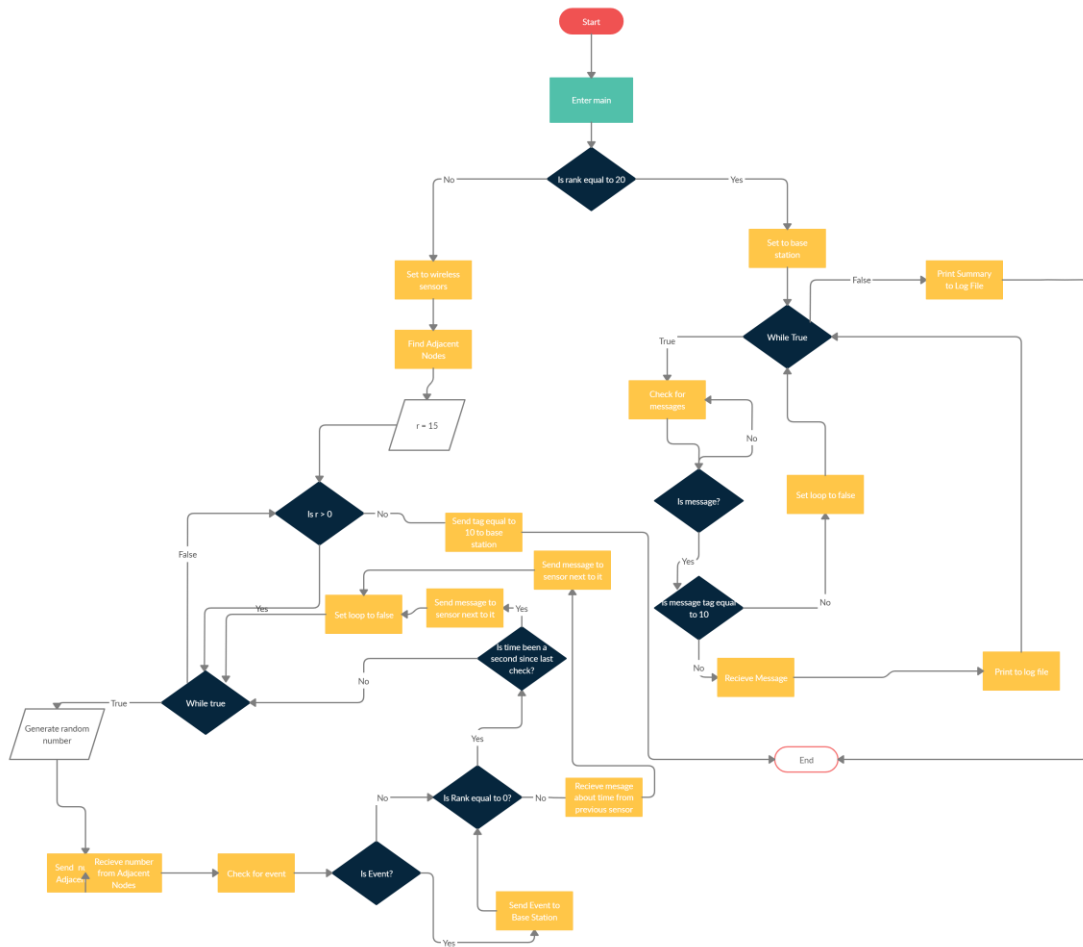 Start
Enter main
Is rank equal to 20
No
Yes
Set to wireless
sensors
Set to base
station
False
Print Summary
to Log File
Find Adjacent
Nodes
While True
True
Check for
messages
r = 15
No
Is message?
Set loop to false
Is r > 0
No
Send tag equal to
10 to base
station
False
Yes
Send message to
sensor next to it
Is message tag equal
to 10
No
Yes
Set loop to false
Send message to
sensor next to it
Yes
Is time been a
second since last
check?
No
No
Recieve Message
Print to log file
True
While true
Generate random
number
Yes
End
No
Is Rank equal to 0?
No
Recieve mesage
about time from
previous sensor
Send
Adjac
Recieve number
from Adjacent
Nodes
Check for event
Is Event?
Send Event to
Base Station
Yes